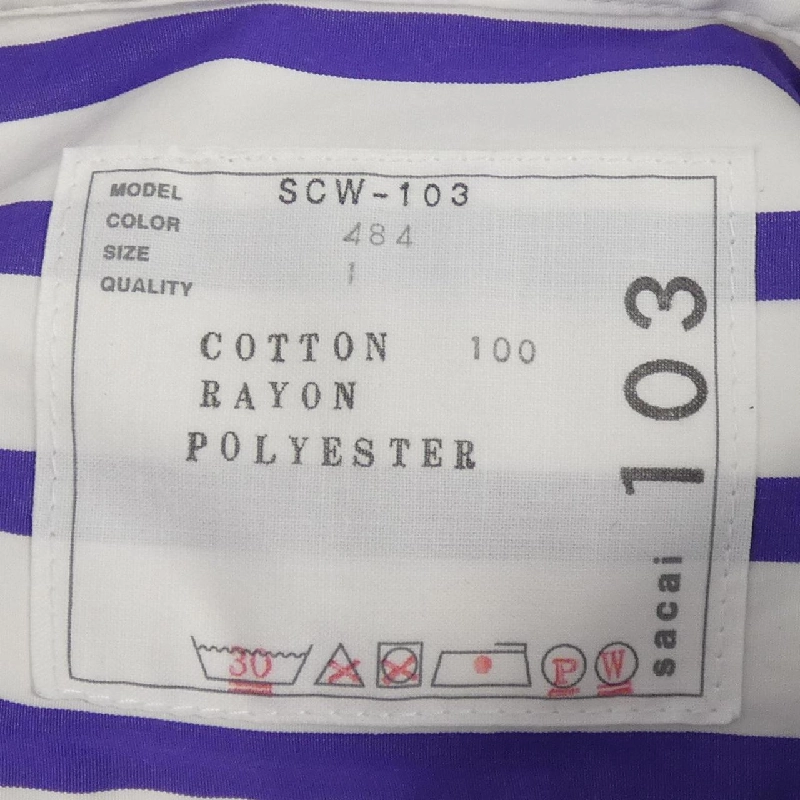 MODEL SCW-103
COLOR 484
SIZE 1
QUALITY
COTTON 100
RAYON
POLYESTER
30 P W
sacai 103